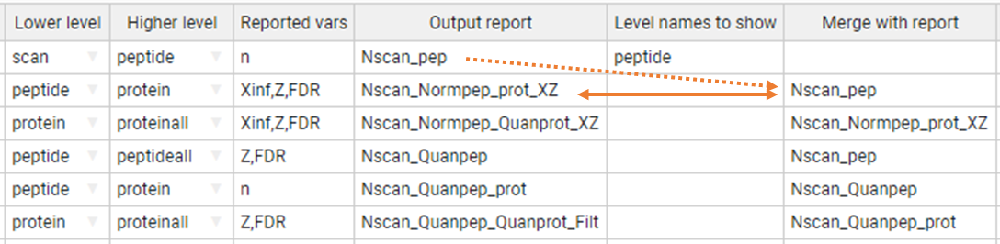 Lower level Higher level Reported vars Output report Level names to show Merge with report
scan peptide n Nscan_pep peptide
peptide protein Xinf,Z,FDR Nscan_Normpep_prot_XZ Nscan_pep
protein proteinall Xinf,Z,FDR Nscan_Normpep_Quanprot_XZ Nscan_Normpep_prot_XZ
peptide peptideall Z,FDR Nscan_Quanpep Nscan_pep
peptide protein n Nscan_Quanpep_prot Nscan_Quanpep
protein proteinall Z,FDR Nscan_Quanpep_Quanprot_Filt Nscan_Quanpep_prot